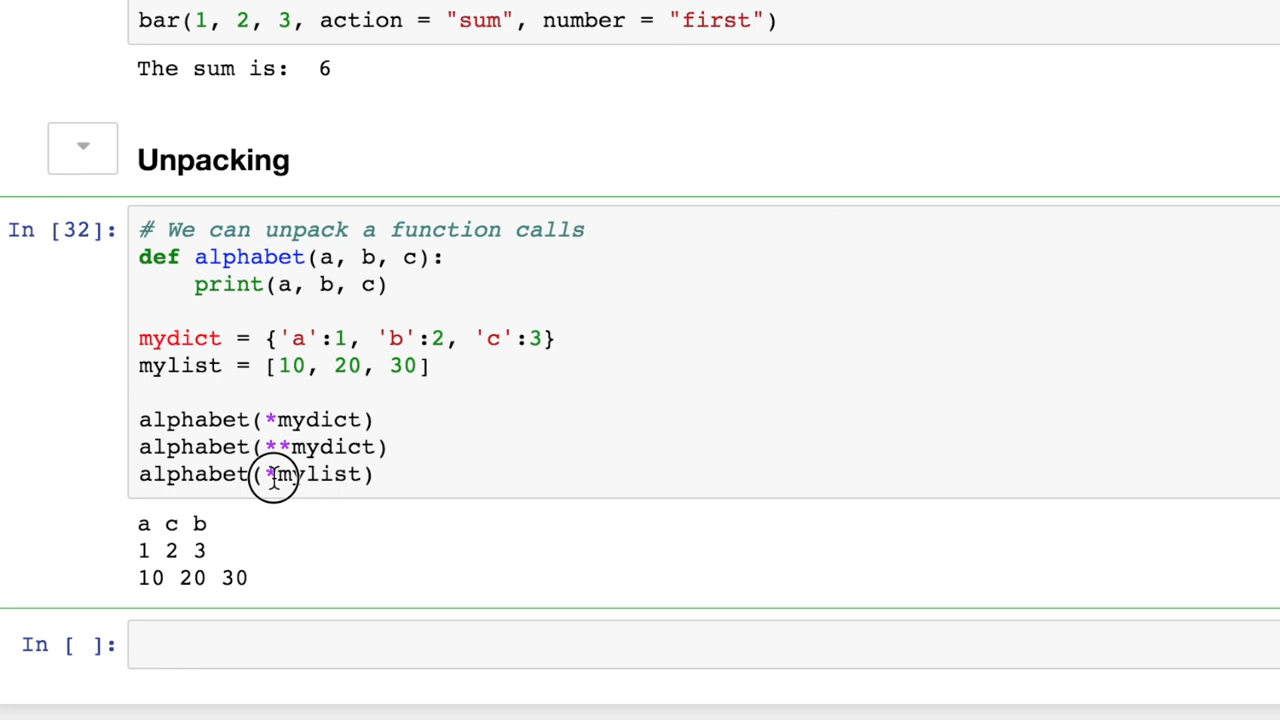 bar(1, 2, 3, action = "sum", number = "first")
The sum is:  6
Unpacking
In [32]:
# We can unpack a function calls
def alphabet(a, b, c):
    print(a, b, c)
mydict = {'a':1, 'b':2, 'c':3}
mylist = [10, 20, 30]
alphabet(*mydict)
alphabet(**mydict)
alphabet(*mylist)
a c b
1 2 3
10 20 30
In [ ]: